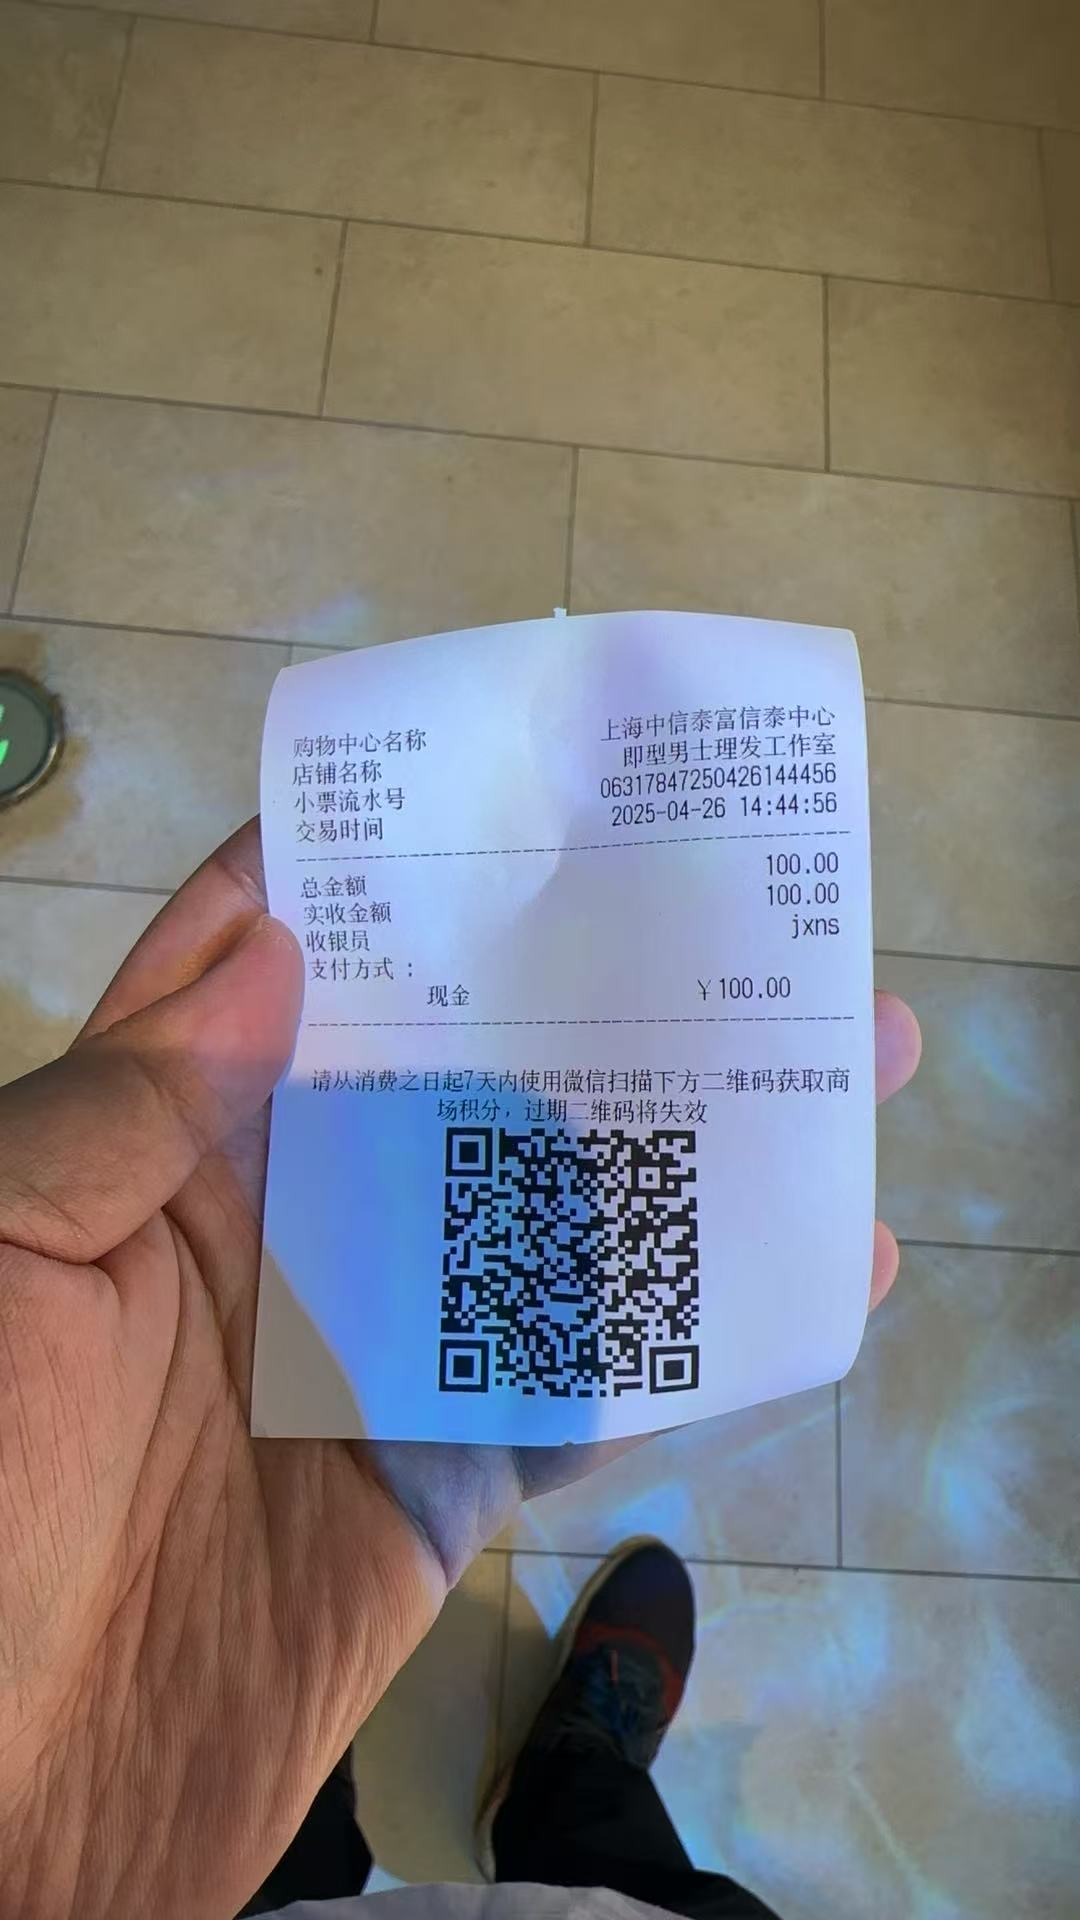 购物中心名称 上海中信泰富信泰中心
店铺名称 即型男士理发工作室
小票流水号 06317847250426144456
交易时间 2025-04-26 14:44:56
总金额 100.00
实收金额 100.00
收银员 jxns
支付方式：
现金 ￥100.00
请从消费之日起7天内使用微信扫描下方二维码获取商
场积分，过期二维码将失效